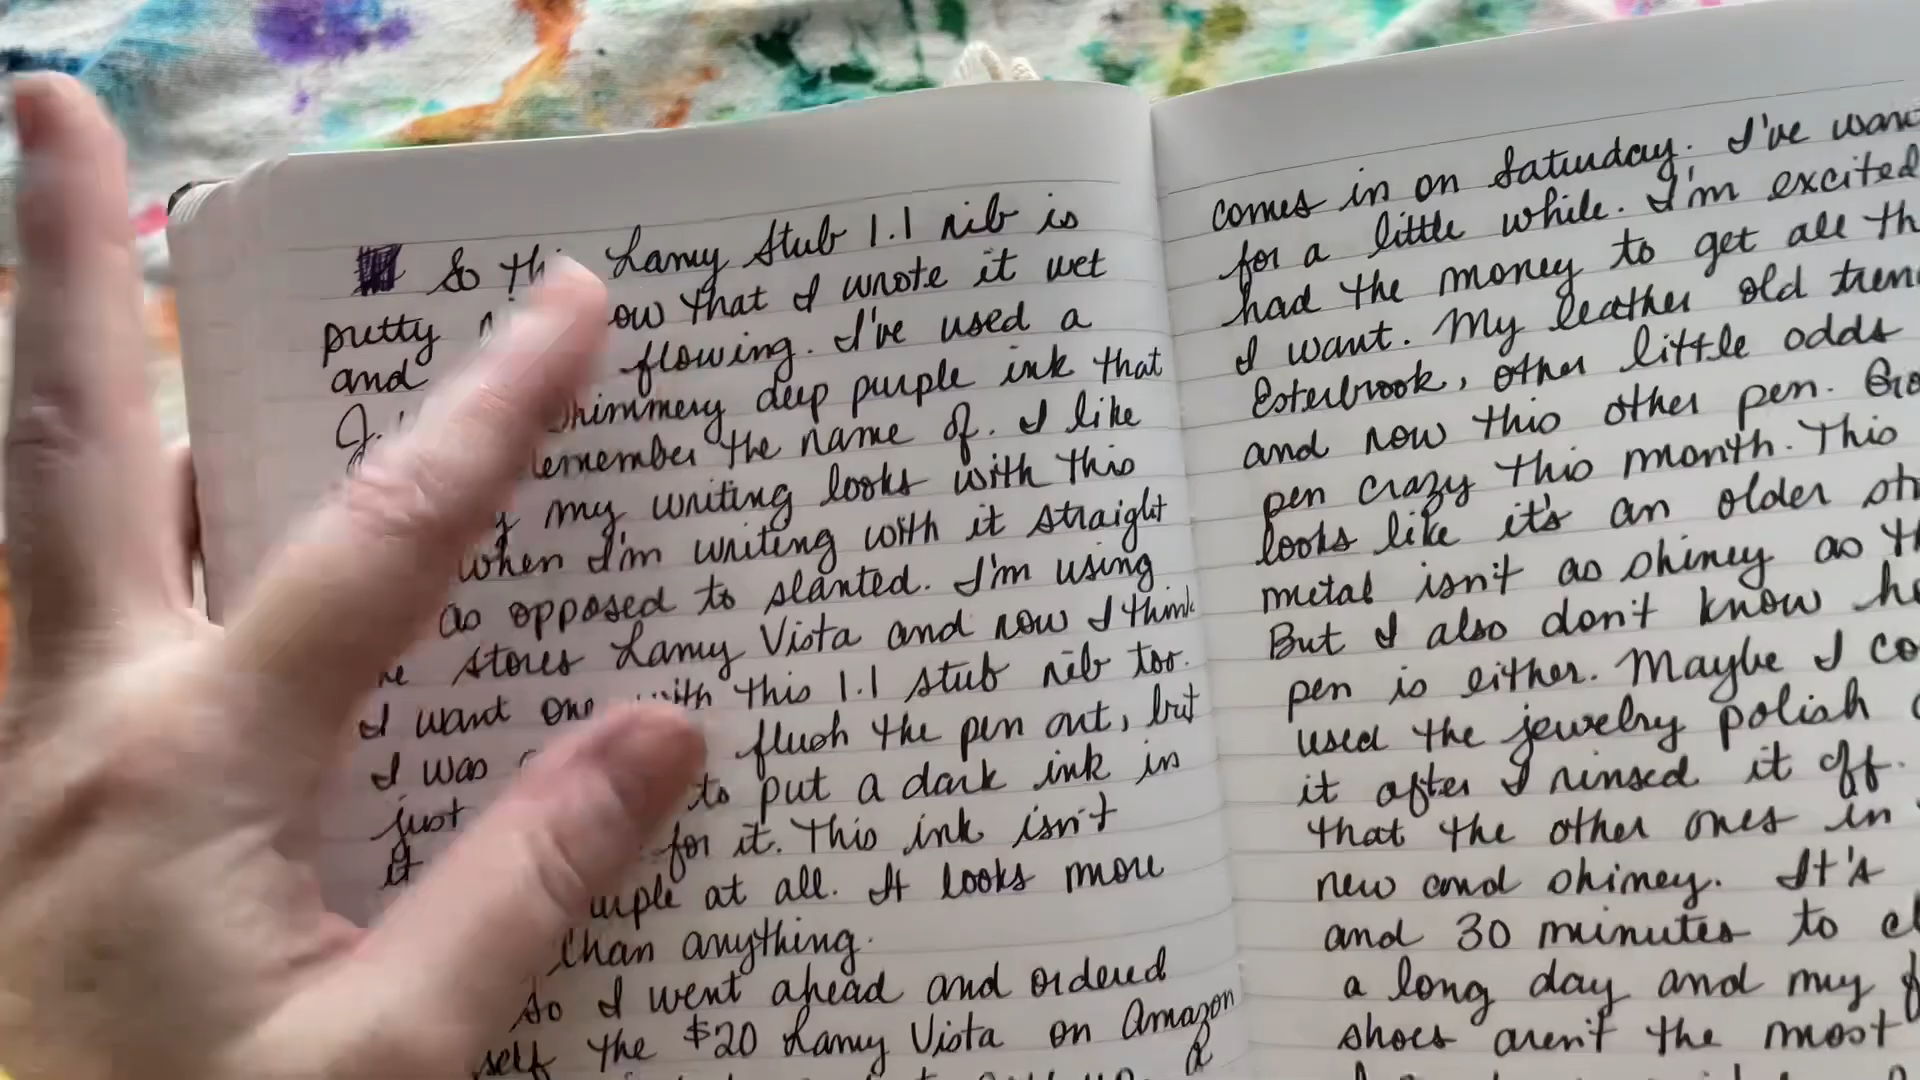 So this Lamy Stub 1.1 nib is
pretty now that I wrote it wet
and flowing. I've used a
shimmery deep purple ink that
remember the name of. I like
my writing looks with this
when I'm writing with it straight
as opposed to slanted. I'm using
stores Lamy Vista and now I think
I want one with this 1.1 stub nib too.
I was flush the pen out, but
just to put a dark ink in
it for it. This ink isn't
at all. It looks more
than anything.
So I went ahead and ordered
self the $20 Lamy Vista on Amazon
comes in on Saturday. I've
for a little while. I'm excited
had the money to get all
I want. My leather old
Esterbrook, other little odds
and now this other pen.
pen crazy this month. This
looks like it's an older
metal isn't as shiney as
But I also don't know
pen is either. Maybe I
used the jewelry polish
it after I rinsed it off.
that the other ones in
new and shiney. It's
and 30 minutes to
a long day and my
shoes aren't the most